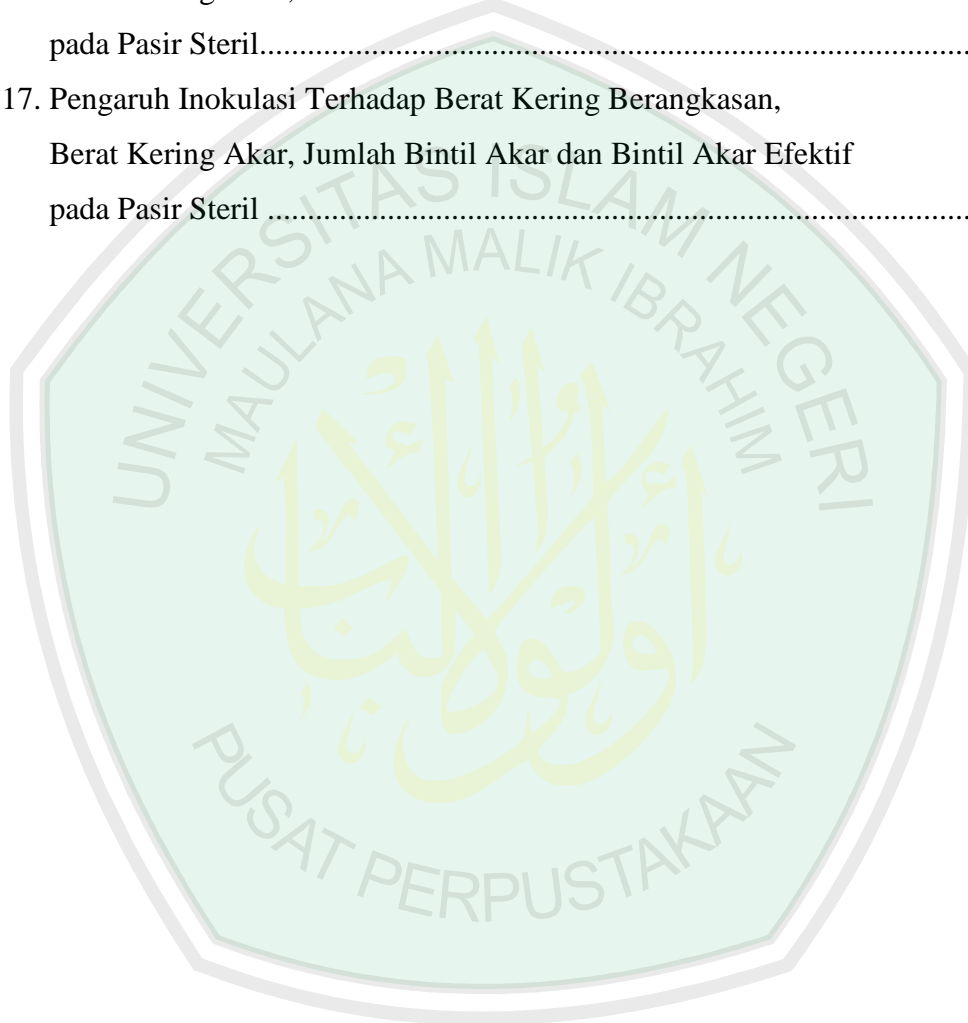 pada Pasir Steril........................................................................................
17. Pengaruh Inokulasi Terhadap Berat Kering Berangkasan,
Berat Kering Akar, Jumlah Bintil Akar dan Bintil Akar Efektif
pada Pasir Steril .......................................................................................
UNIVERSITAS ISLAM NEGERI
MAULANA MALIK IBRAHIM
PUSAT PERPUSTAKAAN